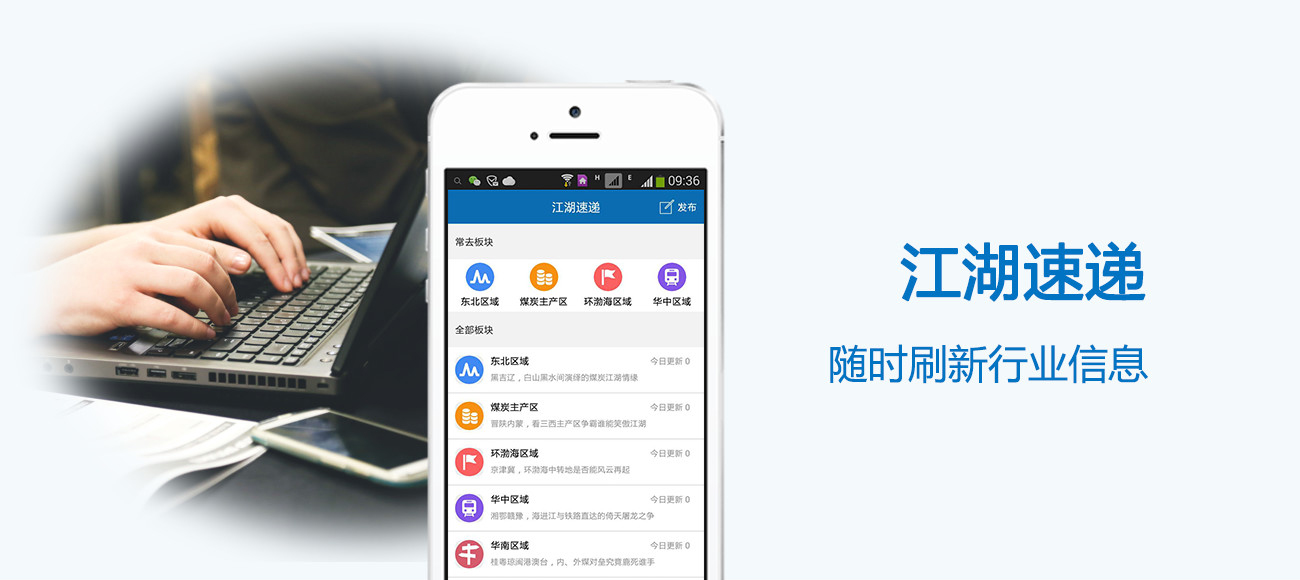 H
E
09:36
江湖速递
发布
常去板块
东北区域
煤炭主产区
环渤海区域
华中区域
全部板块
东北区域
今日更新 0
黑吉辽，白山黑水间演绎的煤炭江湖情缘
煤炭主产区
今日更新 0
晋陕内蒙，看三西主产区争霸谁能笑傲江湖
环渤海区域
今日更新 0
京津冀，环渤海中转地是否能风云再起
华中区域
今日更新 0
湘鄂赣豫，海进江与铁路直达的倚天屠龙之争
华南区域
今日更新 0
桂粤琼闽港澳台，内、外煤对垒究竟鹿死谁手
江湖速递
随时刷新行业信息